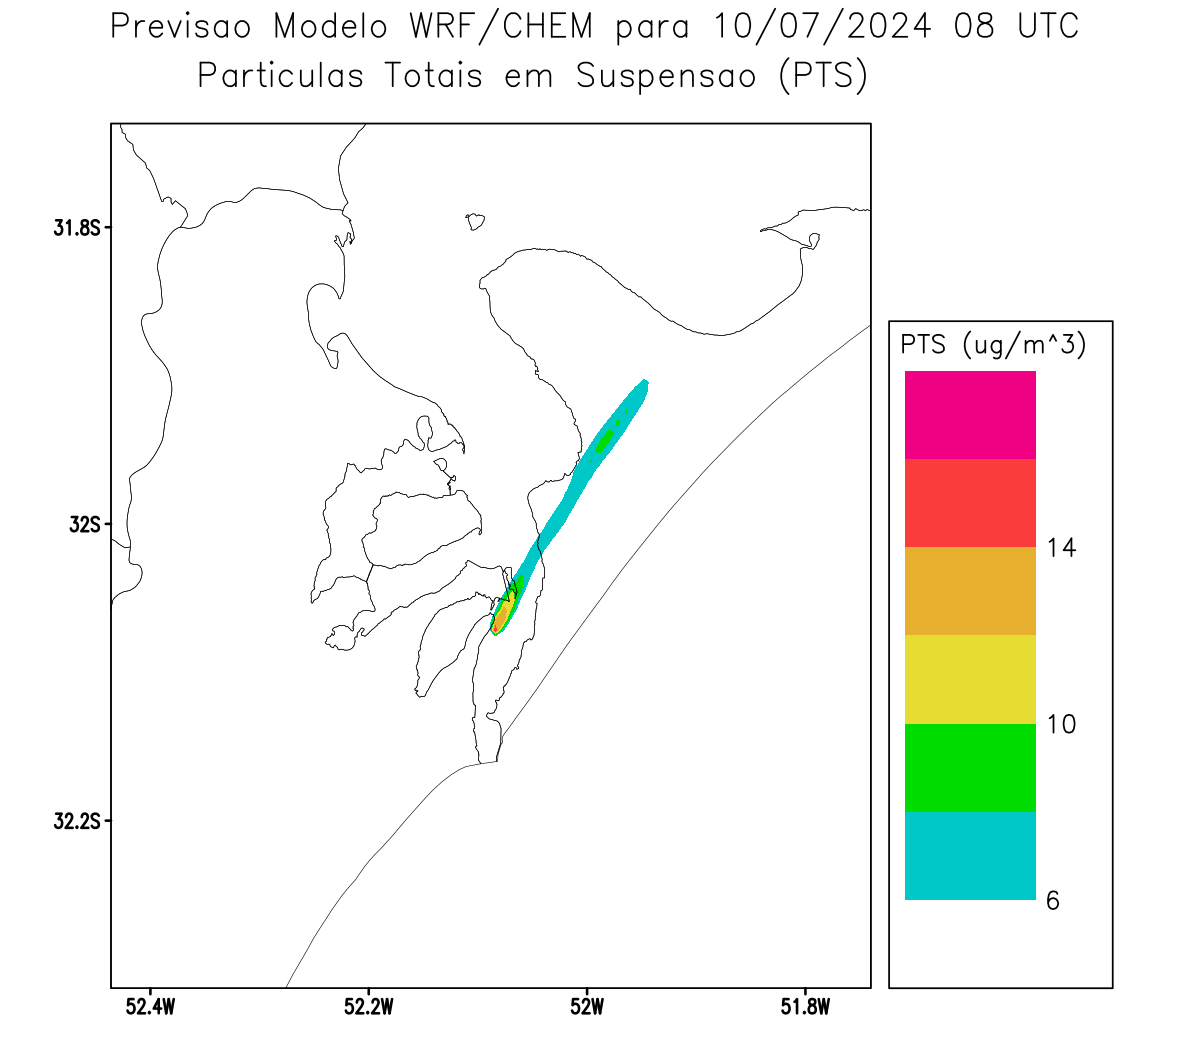 Previsao Modelo WRF/CHEM para 10/07/2024 08 UTC
Particulas Totais em Suspensao (PTS)
31.8S
32S
32.2S
52.4W
52.2W
52W
51.8W
PTS (ug/m^3)
14
10
6